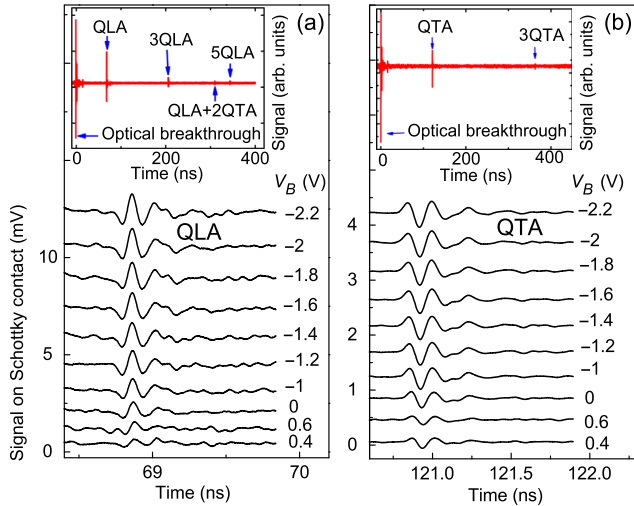 (a)
QLA
3QLA
5QLA
QLA+2QTA
Optical breakthrough
Signal (arb. units)
0
200
400
Time (ns)
V_B (V)
−2.2
−2
−1.8
−1.6
−1.4
−1.2
−1
0
0.6
0.4
QLA
10
5
0
Signal on Schottky contact (mV)
69
70
Time (ns)
(b)
QTA
3QTA
Optical breakthrough
Signal (arb. units)
0
200
400
Time (ns)
V_B (V)
−2.2
−2
−1.8
−1.6
−1.4
−1.2
−1
0
0.6
0.4
QTA
4
3
2
1
0
121.0
121.5
122.0
Time (ns)